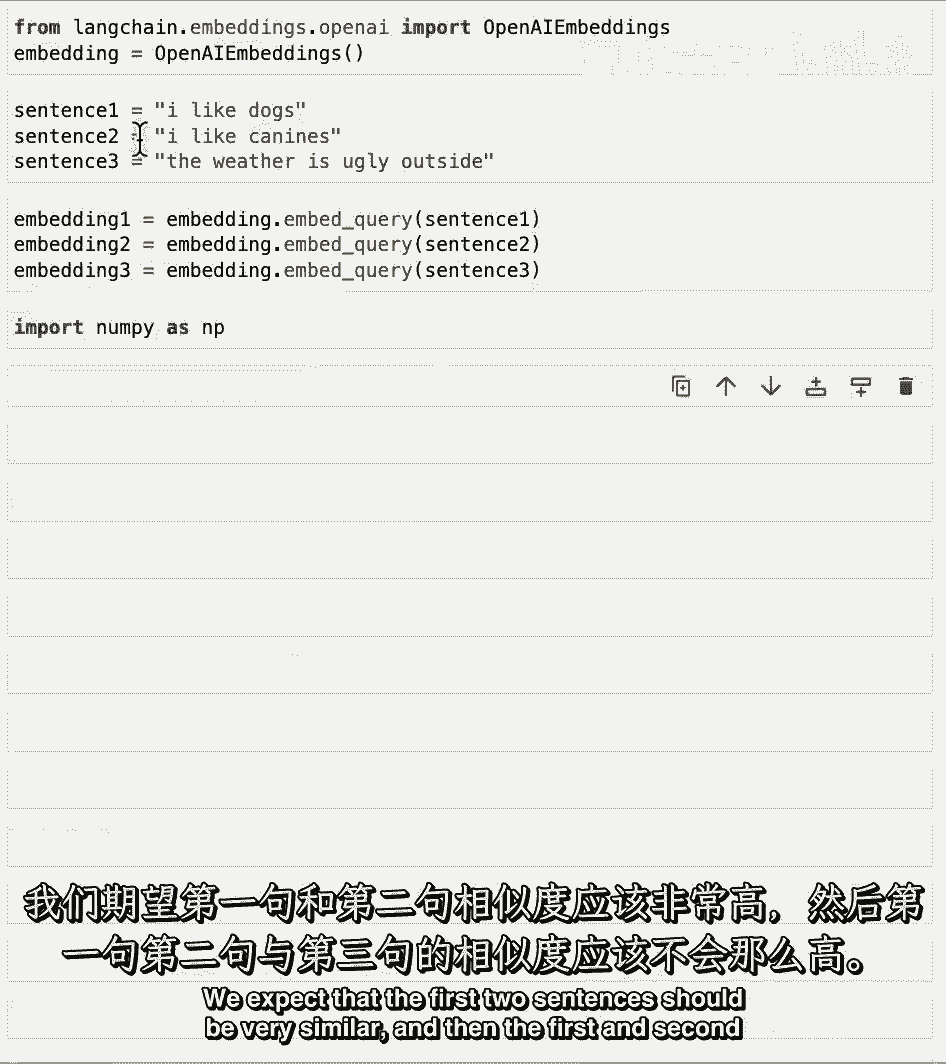 from langchain.embeddings.openai import OpenAIEmbeddings
embedding = OpenAIEmbeddings()
sentence1 = "i like dogs"
sentence2 = "i like canines"
sentence3 = "the weather is ugly outside"
embedding1 = embedding.embed_query(sentence1)
embedding2 = embedding.embed_query(sentence2)
embedding3 = embedding.embed_query(sentence3)
import numpy as np
我们期望第一句和第二句相似度应该非常高，然后第
一句第二句与第三句的相似度应该不会那么高。
We expect that the first two sentences should
be very similar, and then the first and second